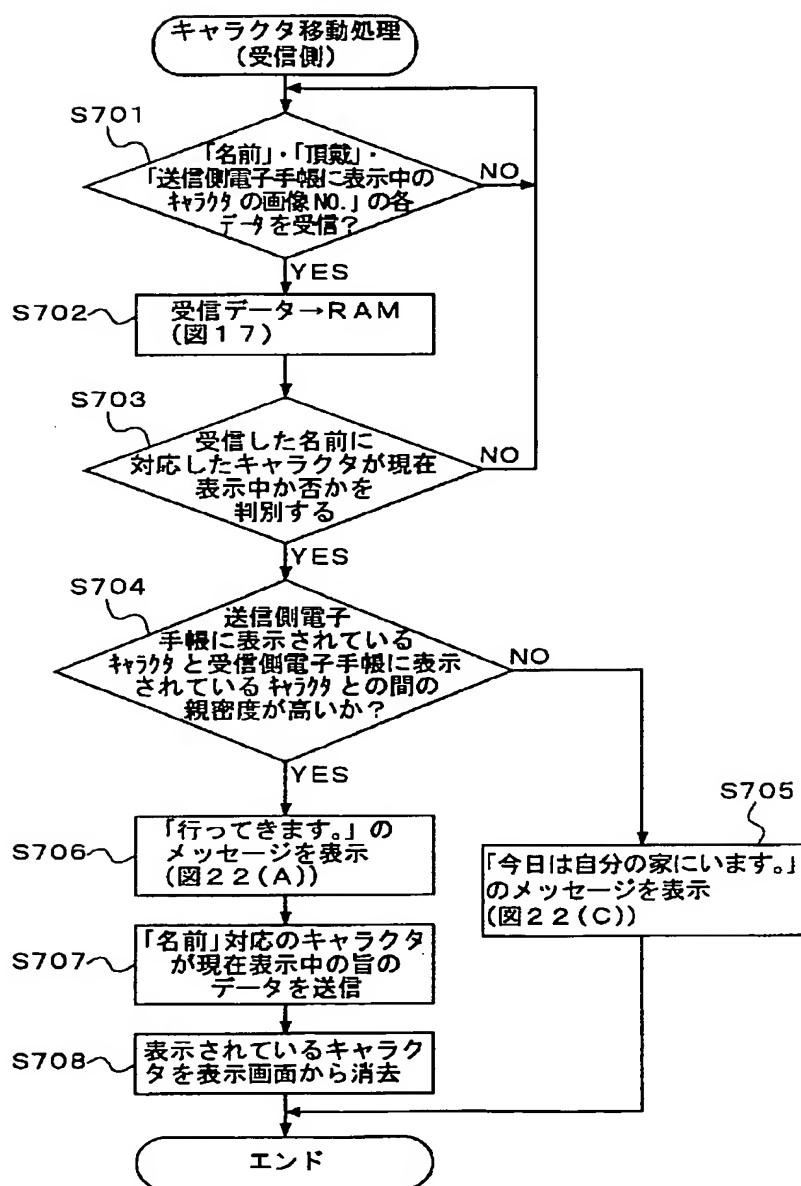 キャラクタ移動処理
(受信側)
S701
「名前」・「頂戴」・
「送信側電子手帳に表示中の
キャラクタの画像NO.」の各
データを受信?
NO
YES
S702
受信データ→RAM
(図17)
S703
受信した名前に
対応したキャラクタが現在
表示中か否かを
判別する
NO
YES
S704
送信側電子
手帳に表示されている
キャラクタと受信側電子手帳に表示
されているキャラクタとの間の
親密度が高いか?
NO
YES
S705
「今日は自分の家にいます。」
のメッセージを表示
(図22(C))
S706
「行ってきます。」の
メッセージを表示
(図22(A))
S707
「名前」対応のキャラクタ
が現在表示中の旨の
データを送信
S708
表示されているキャラク
タを表示画面から消去
エンド